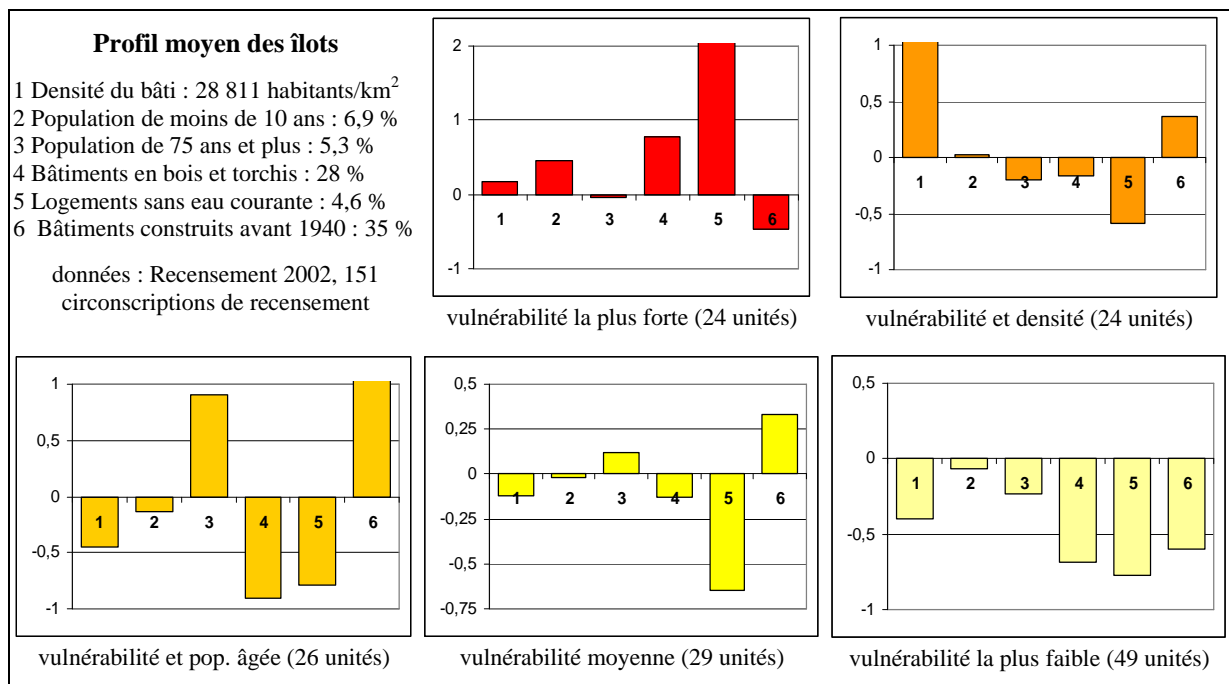 Profil moyen des îlots
1 Densité du bâti : 28 811 habitants/km²
2 Population de moins de 10 ans : 6,9 %
3 Population de 75 ans et plus : 5,3 %
4 Bâtiments en bois et torchis : 28 %
5 Logements sans eau courante : 4,6 %
6 Bâtiments construits avant 1940 : 35 %
données : Recensement 2002, 151
circonscriptions de recensement
2
1
0
-1
1 2 3 4 5 6
vulnérabilité la plus forte (24 unités)
1
0,5
0
-0,5
-1
1 2 3 4 5 6
vulnérabilité et densité (24 unités)
1
0,5
0
-0,5
-1
1 2 3 4 5 6
vulnérabilité et pop. âgée (26 unités)
0,5
0,25
0
-0,25
-0,5
-0,75
1 2 3 4 5 6
vulnérabilité moyenne (29 unités)
0,5
0
-0,5
-1
1 2 3 4 5 6
vulnérabilité la plus faible (49 unités)